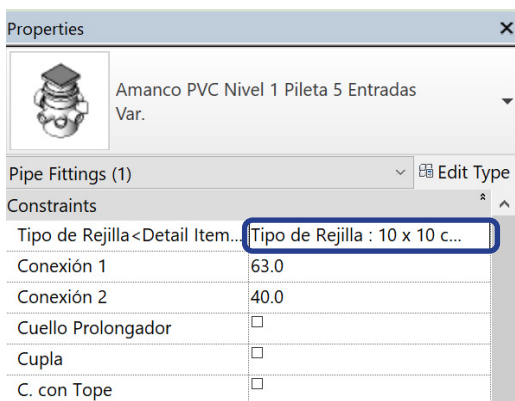 Properties
Amanco PVC Nivel 1 Pileta 5 Entradas
Var.
Pipe Fittings (1)
Edit Type
Constraints
Tipo de Rejilla<Detail Item... Tipo de Rejilla : 10 x 10 c...
Conexión 1 63.0
Conexión 2 40.0
Cuello Prolongador
Cupla
C. con Tope